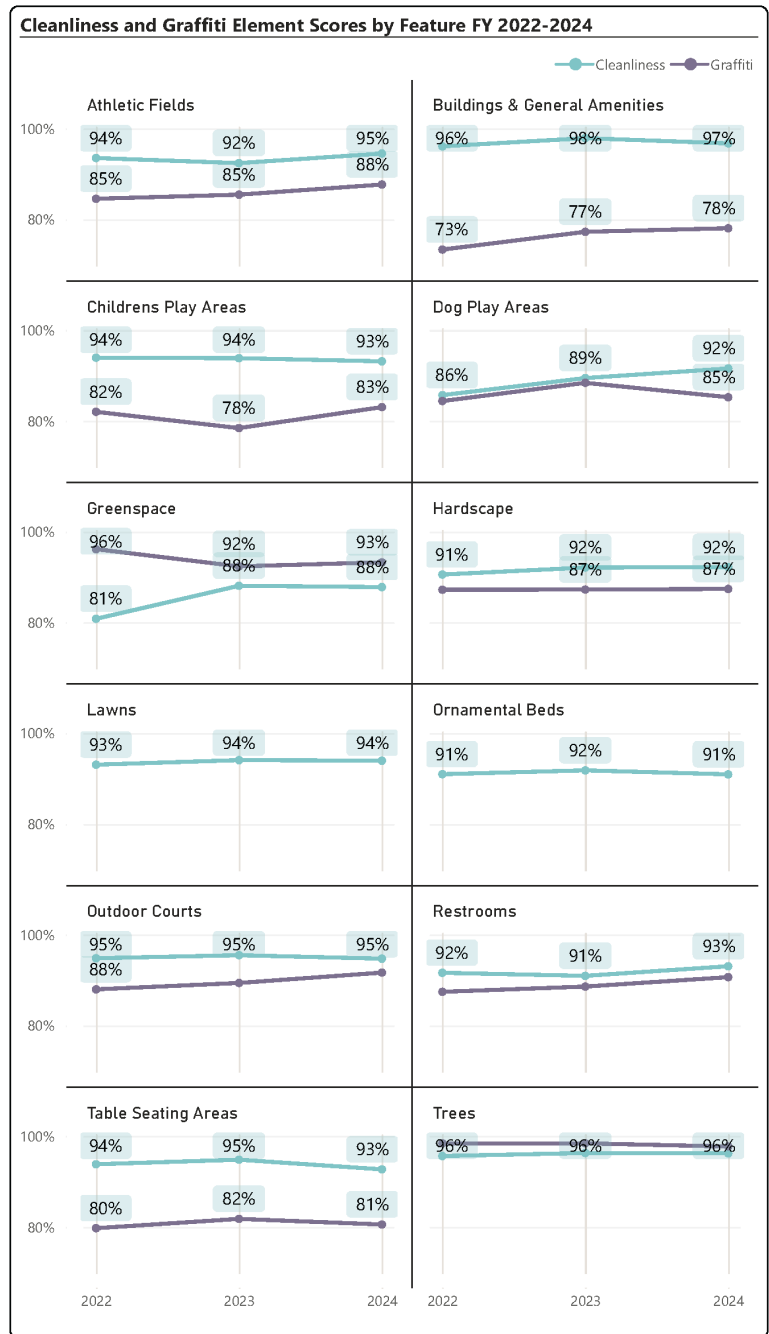 Cleanliness and Graffiti Element Scores by Feature FY 2022-2024
Cleanliness Graffiti
Athletic Fields
Buildings & General Amenities
100%
94% 92% 95%
96% 98% 97%
85% 85% 88%
80%
73% 77% 78%
Childrens Play Areas
Dog Play Areas
100%
94% 94% 93%
86% 89% 92%
82% 78% 83%
85%
80%
Greenspace
Hardscape
100%
96% 92% 93%
91% 92% 92%
81% 88% 88%
87% 87%
80%
Lawns
Ornamental Beds
100%
93% 94% 94%
91% 92% 91%
80%
Outdoor Courts
Restrooms
100%
95% 95% 95%
92% 91% 93%
88%
80%
Table Seating Areas
Trees
100%
94% 95% 93%
96% 96% 96%
80% 82% 81%
80%
2022 2023 2024
2022 2023 2024